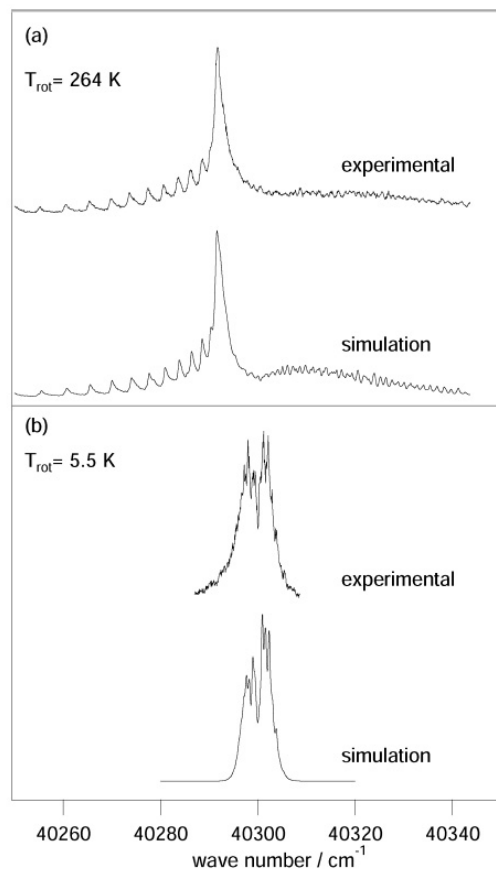 (a)
T_rot= 264 K
experimental
simulation
(b)
T_rot= 5.5 K
experimental
simulation
40260 40280 40300 40320 40340
wave number / cm⁻¹